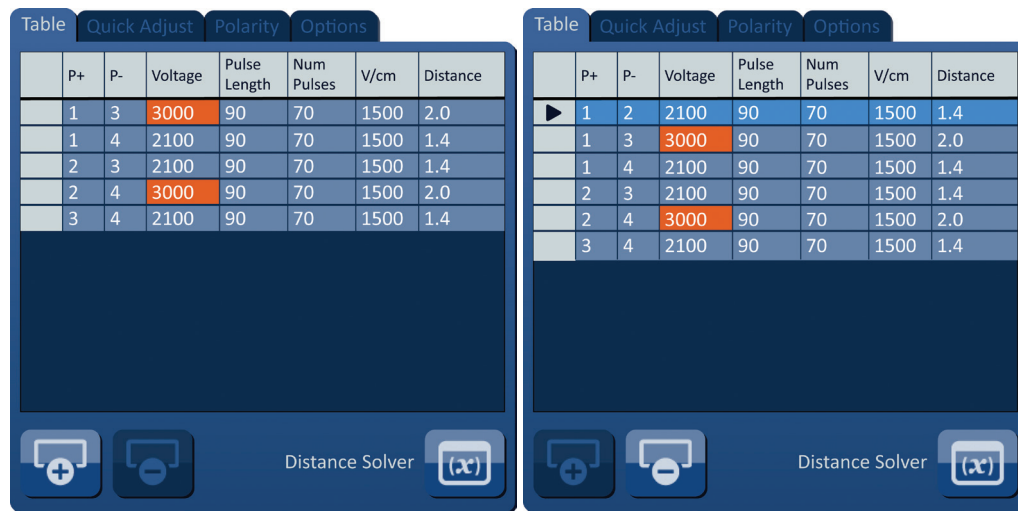 Table Quick Adjust Polarity Options
P+ P- Voltage Pulse Length Num Pulses V/cm Distance
1 3 3000 90 70 1500 2.0
1 4 2100 90 70 1500 1.4
2 3 2100 90 70 1500 1.4
2 4 3000 90 70 1500 2.0
3 4 2100 90 70 1500 1.4
Distance Solver (x)
Table Quick Adjust Polarity Options
P+ P- Voltage Pulse Length Num Pulses V/cm Distance
1 2 2100 90 70 1500 1.4
1 3 3000 90 70 1500 2.0
1 4 2100 90 70 1500 1.4
2 3 2100 90 70 1500 1.4
2 4 3000 90 70 1500 2.0
3 4 2100 90 70 1500 1.4
Distance Solver (x)